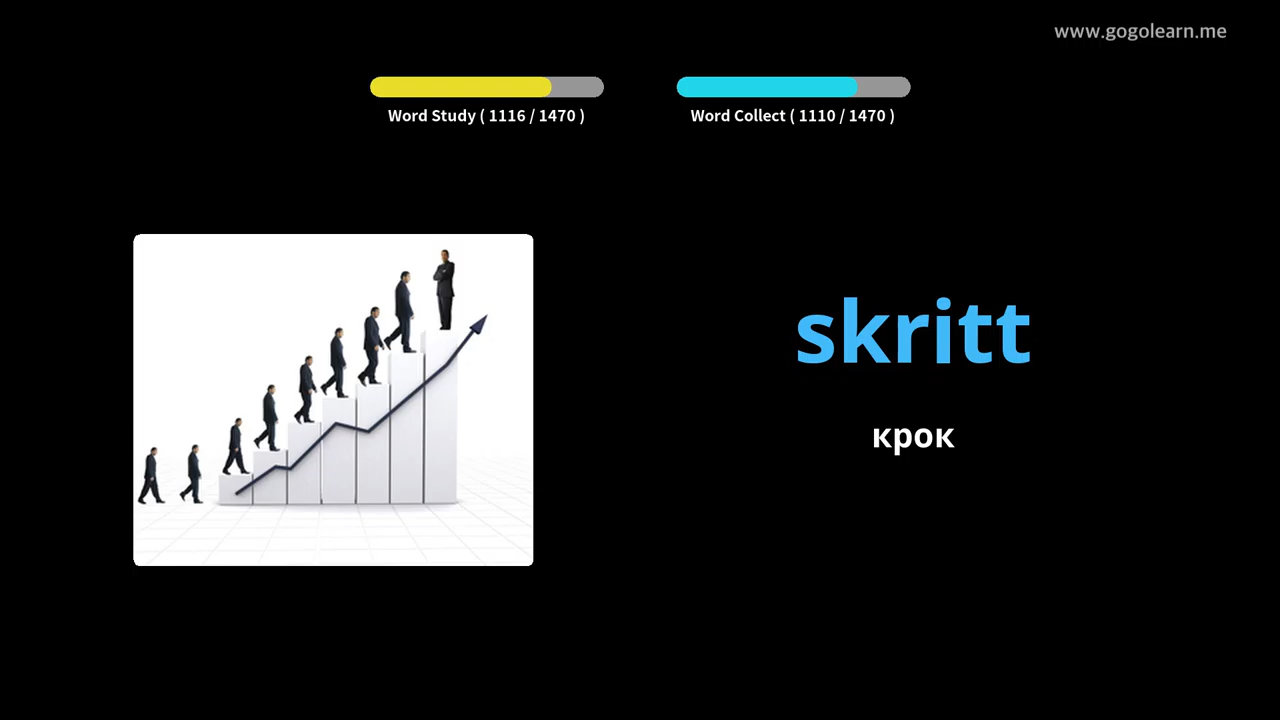 www.gogolearn.me
Word Study ( 1116 / 1470 )
Word Collect ( 1110 / 1470 )
skritt
крок